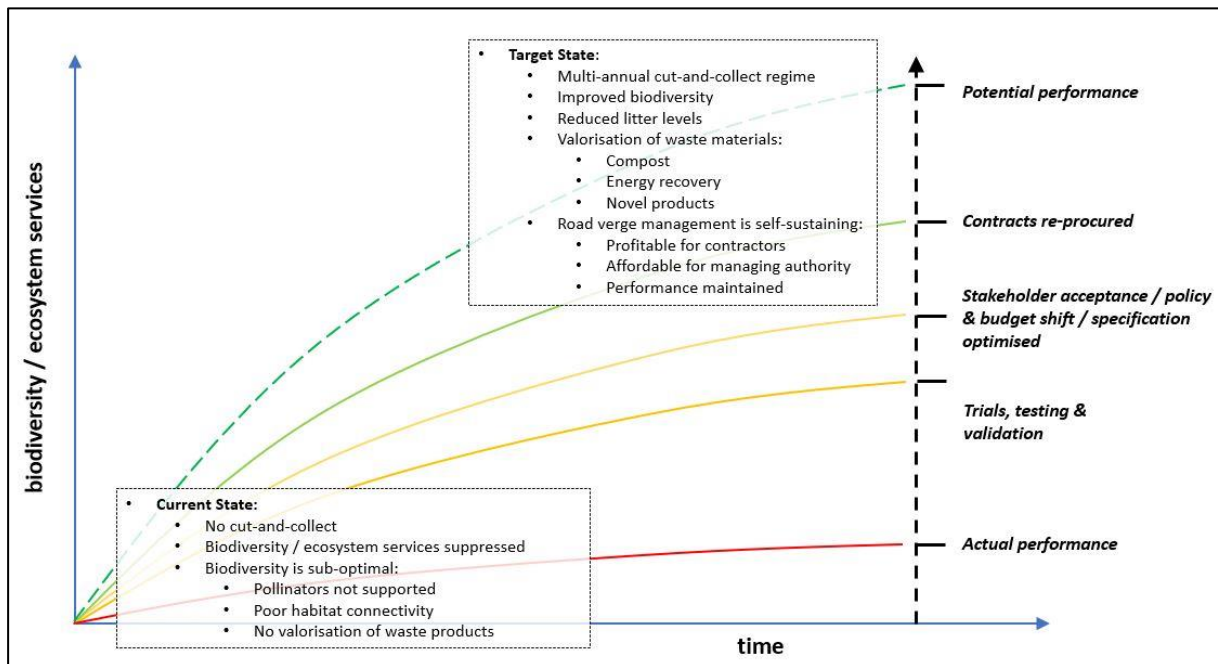 Target State:
Multi-annual cut-and-collect regime
Improved biodiversity
Reduced litter levels
Valorisation of waste materials:
Compost
Energy recovery
Novel products
Road verge management is self-sustaining:
Profitable for contractors
Affordable for managing authority
Performance maintained
Potential performance
Contracts re-procured
Stakeholder acceptance / policy
& budget shift / specification
optimised
Trials, testing &
validation
Actual performance
biodiversity / ecosystem services
Current State:
No cut-and-collect
Biodiversity / ecosystem services suppressed
Biodiversity is sub-optimal:
Pollinators not supported
Poor habitat connectivity
No valorisation of waste products
time